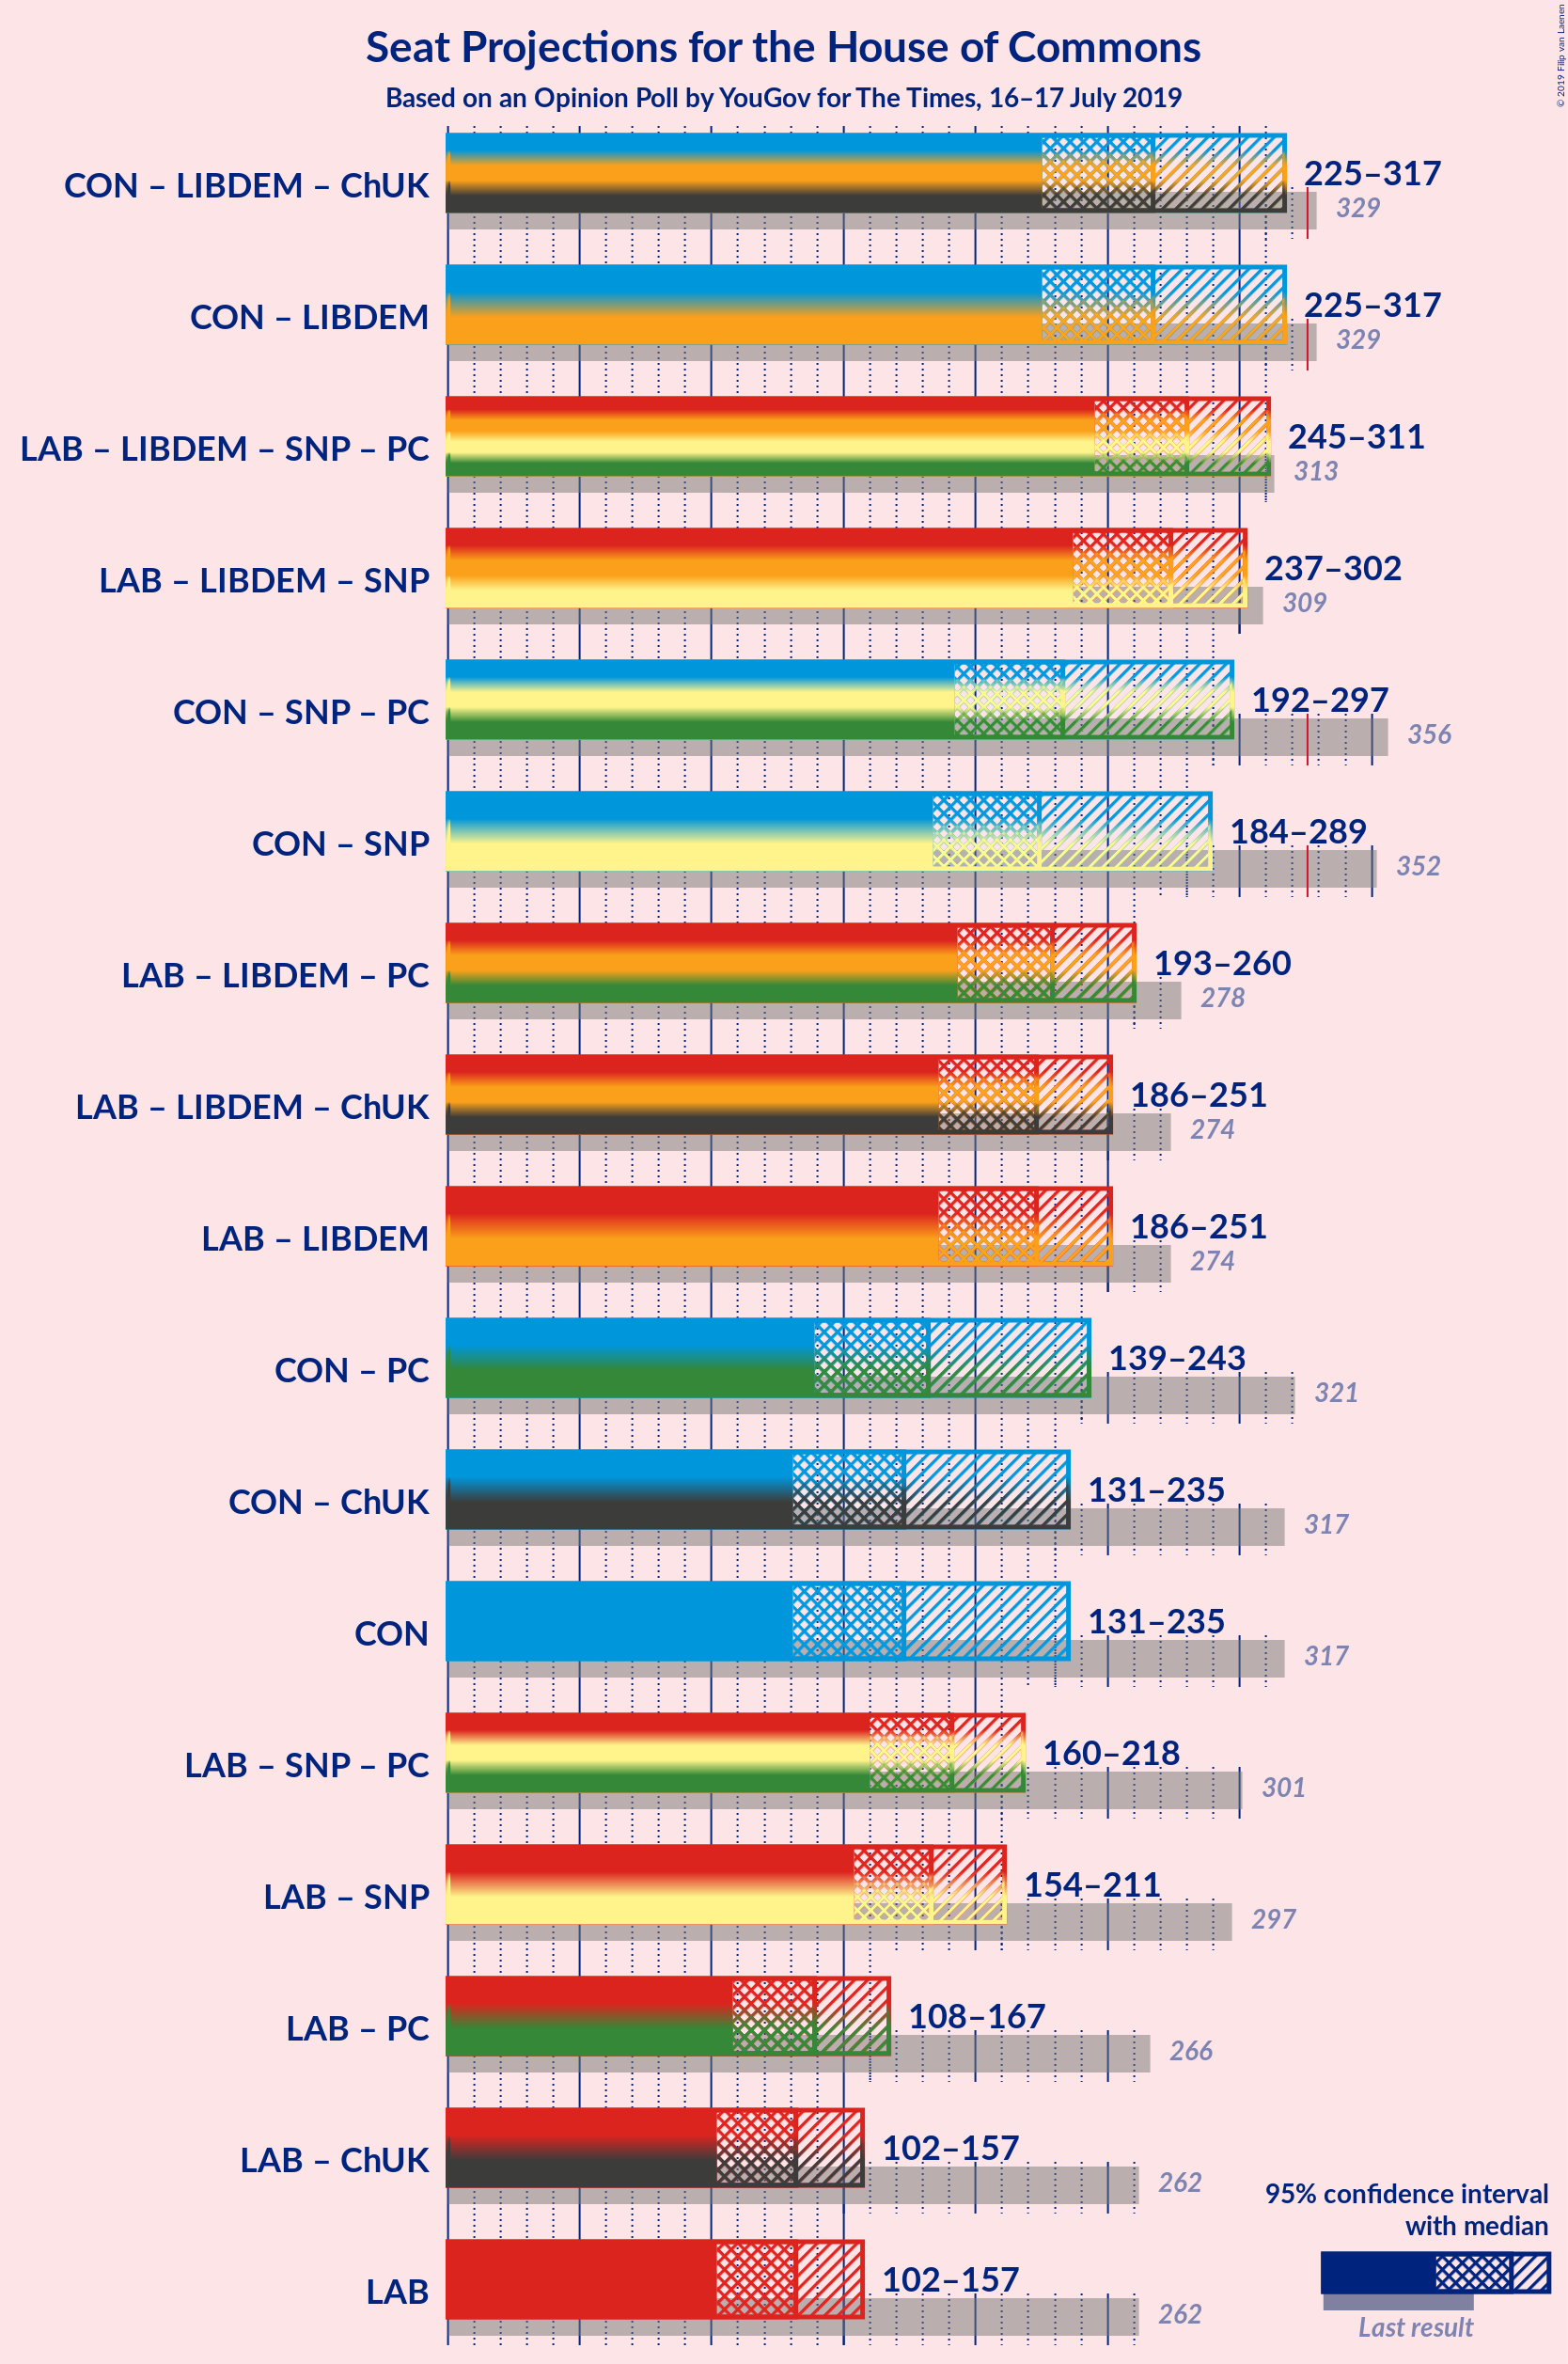 Seat Projections for the House of Commons
Based on an Opinion Poll by YouGov for The Times, 16–17 July 2019
© 2019 Filip van Laenen
CON – LIBDEM – ChUK
225–317
329
CON – LIBDEM
225–317
329
LAB – LIBDEM – SNP – PC
245–311
313
LAB – LIBDEM – SNP
237–302
309
CON – SNP – PC
192–297
356
CON – SNP
184–289
352
LAB – LIBDEM – PC
193–260
278
LAB – LIBDEM – ChUK
186–251
274
LAB – LIBDEM
186–251
274
CON – PC
139–243
321
CON – ChUK
131–235
317
CON
131–235
317
LAB – SNP – PC
160–218
301
LAB – SNP
154–211
297
LAB – PC
108–167
266
LAB – ChUK
102–157
262
LAB
102–157
262
95% confidence interval
with median
Last result